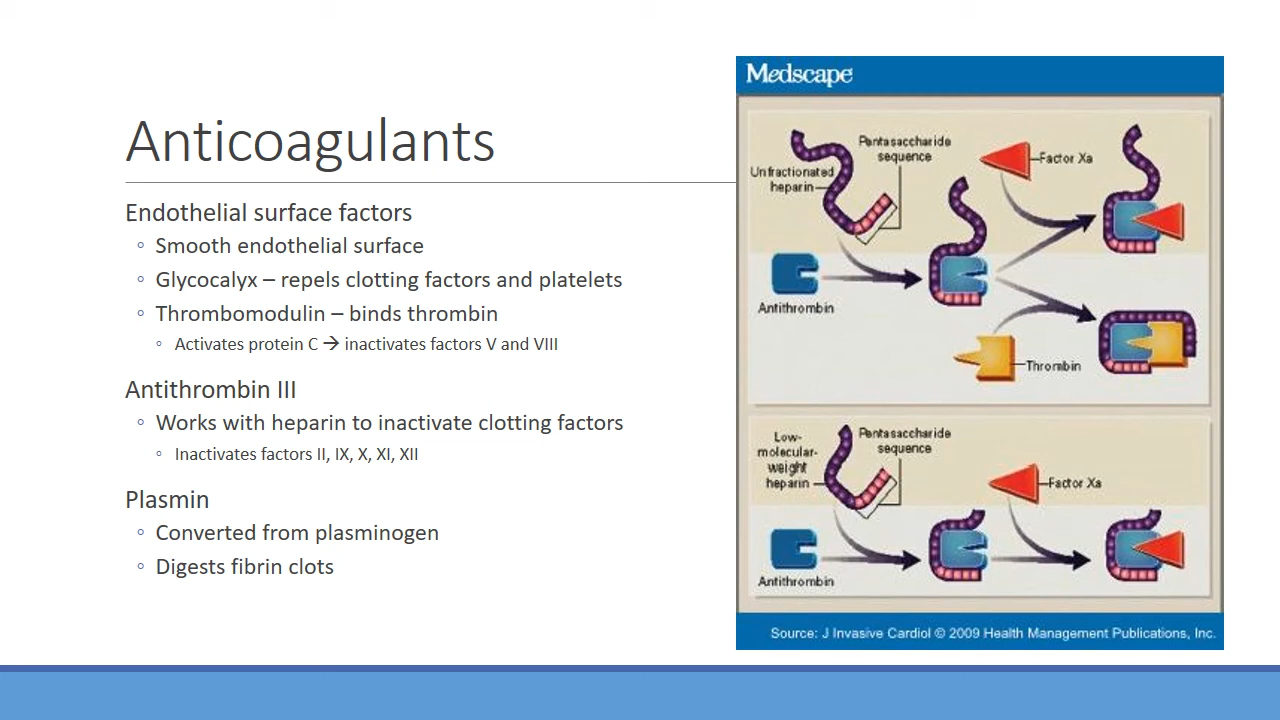 Anticoagulants
Endothelial surface factors
◦ Smooth endothelial surface
◦ Glycocalyx – repels clotting factors and platelets
◦ Thrombomodulin – binds thrombin
◦ Activates protein C → inactivates factors V and VIII
Antithrombin III
◦ Works with heparin to inactivate clotting factors
◦ Inactivates factors II, IX, X, XI, XII
Plasmin
◦ Converted from plasminogen
◦ Digests fibrin clots
Medscape
Pentasaccharide
sequence
Unfractionated
heparin
Factor Xa
Antithrombin
Thrombin
Low-
molecular-
weight
heparin
Pentasaccharide
sequence
Factor Xa
Antithrombin
Source: J Invasive Cardiol © 2009 Health Management Publications, Inc.